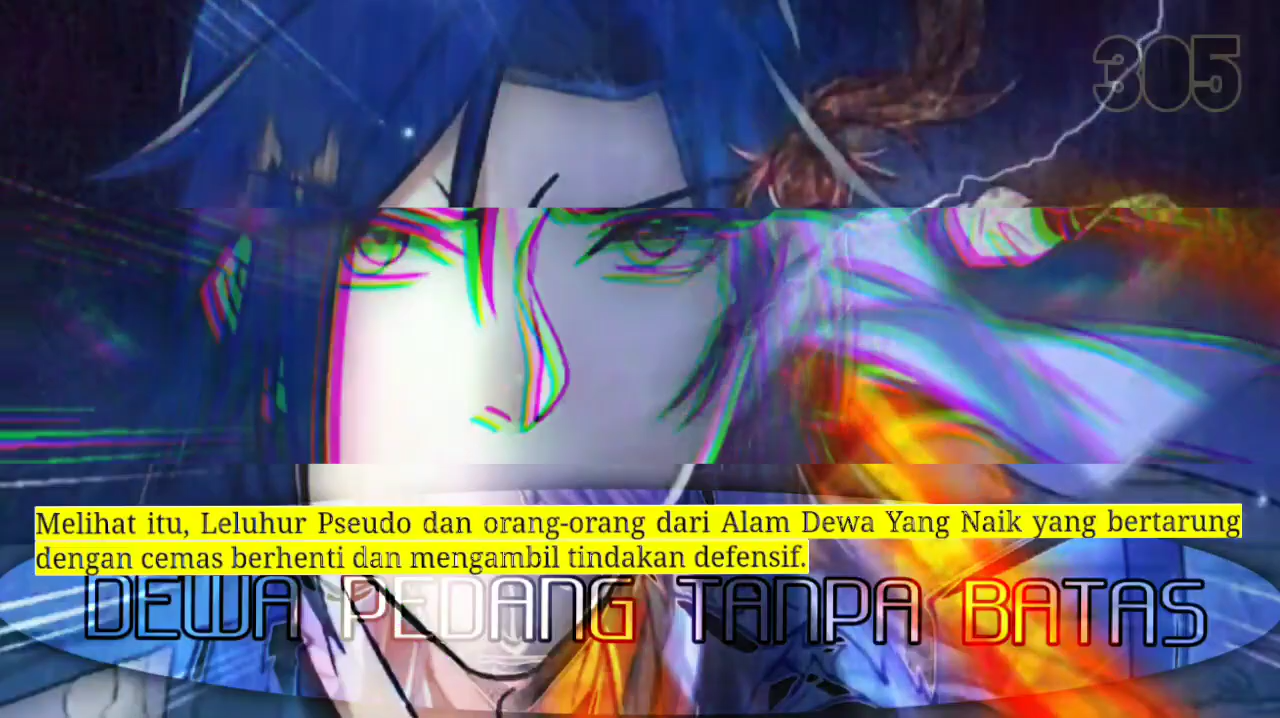 305
Melihat itu, Leluhur Pseudo dan orang-orang dari Alam Dewa Yang Naik yang bertarung
dengan cemas berhenti dan mengambil tindakan defensif.
DEWA PEDANG TANPA BATAS